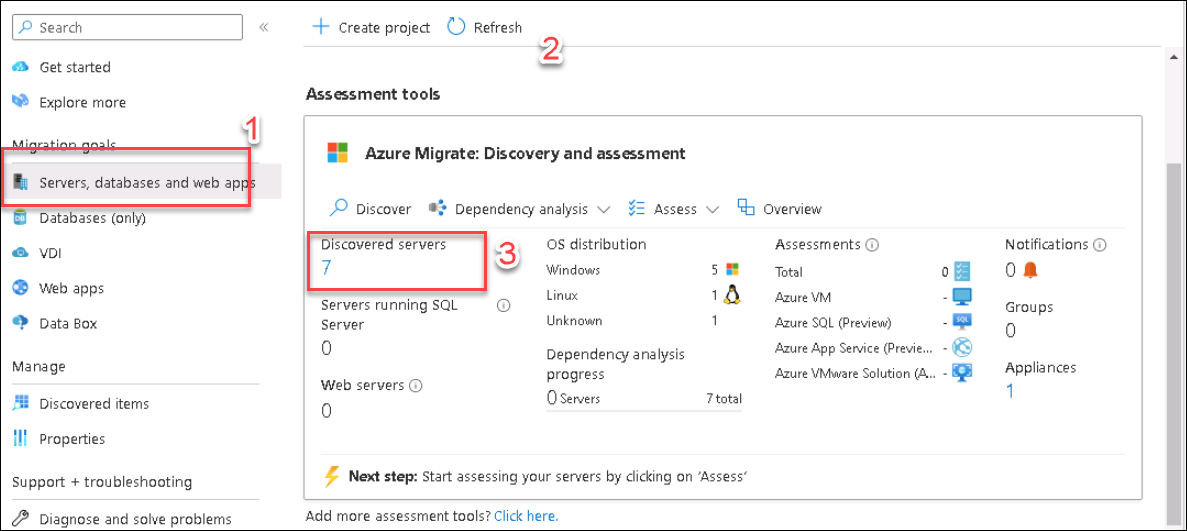 Search
«
Get started
Explore more
Migration goals
1
Servers, databases and web apps
Databases (only)
VDI
Web apps
Data Box
Manage
Discovered items
Properties
Support + troubleshooting
Diagnose and solve problems
Create project Refresh
2
Assessment tools
Azure Migrate: Discovery and assessment
Discover Dependency analysis Assess Overview
Discovered servers
7
3
Servers running SQL
Server
0
Web servers
0
OS distribution
Windows 5
Linux 1
Unknown 1
Dependency analysis
progress
0 Servers 7 total
Assessments
Total 0
Azure VM -
Azure SQL (Preview) -
SQL
Azure App Service (Previe... -
Azure VMware Solution (A... -
Notifications
0
Groups
0
Appliances
1
Next step: Start assessing your servers by clicking on 'Assess'
Add more assessment tools? Click here.